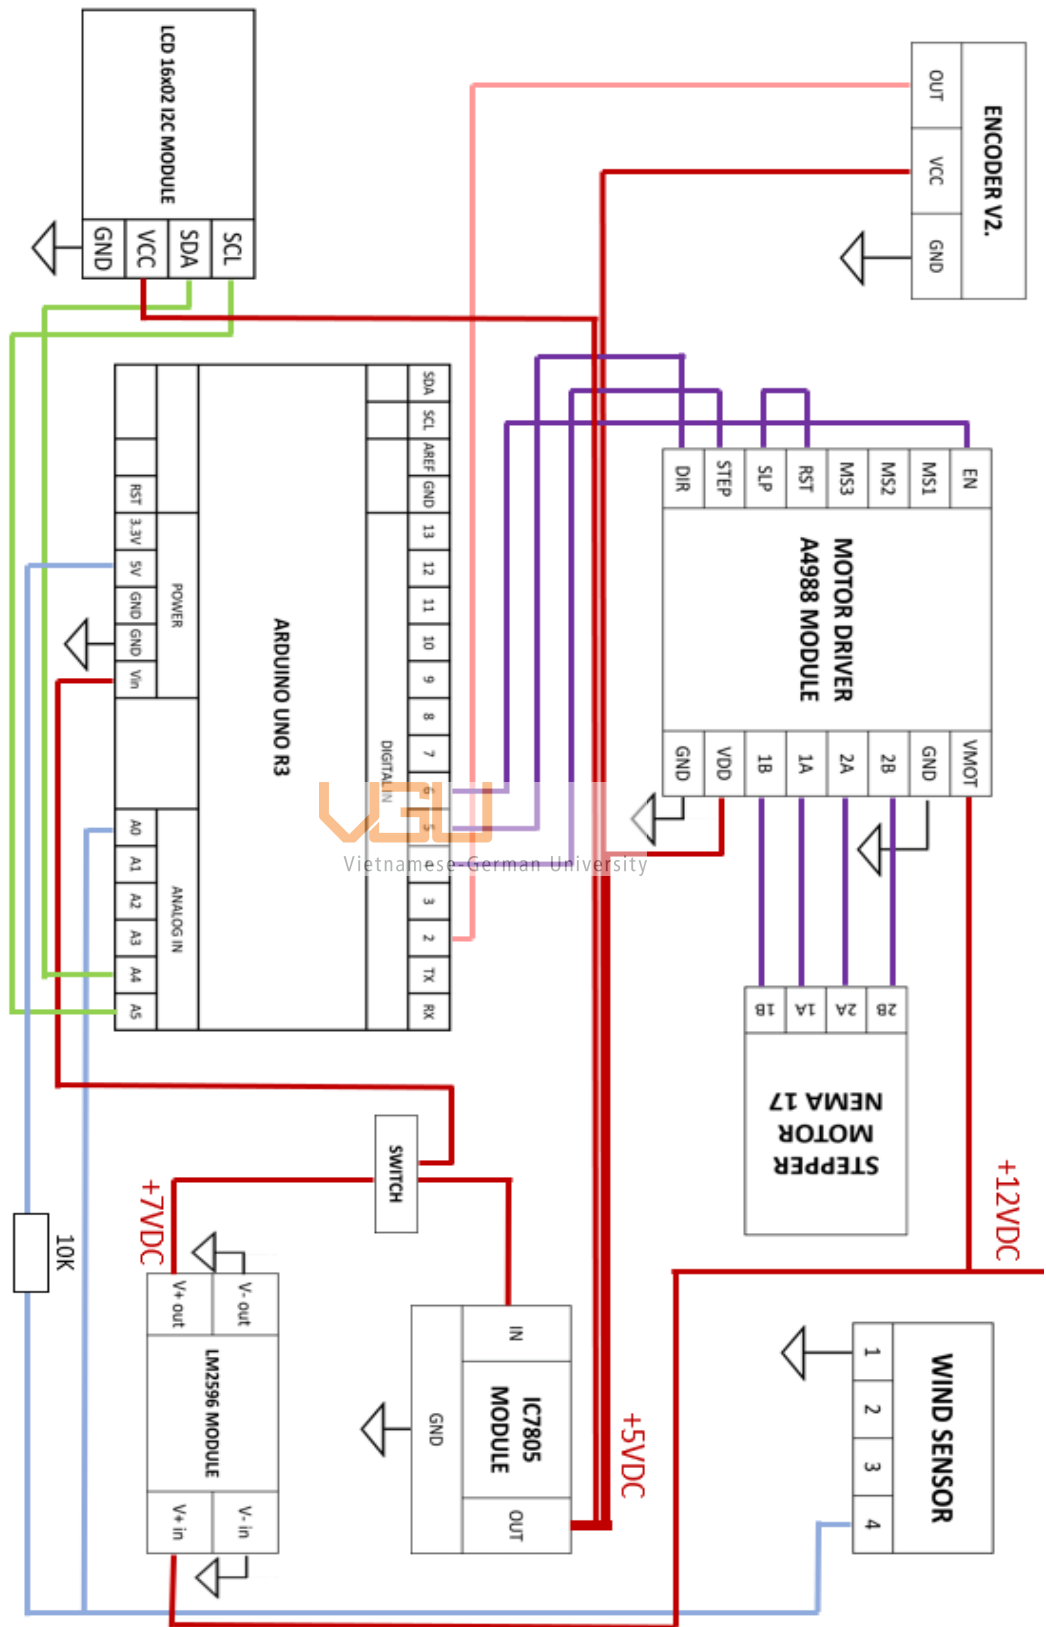 LCD 16x02 I2C MODULE
GND
VCC
SDA
SCL
ENCODER V2.
OUT
VCC
GND
ARDUINO UNO R3
POWER
ANALOG IN
DIGITAL IN
RST
3.3V
5V
GND
GND
Vin
A0
A1
A2
A3
A4
A5
SDA
SCL
AREF
GND
13
12
11
10
9
8
7
6
5
3
2
TX
RX
MOTOR DRIVER
A4988 MODULE
DIR
STEP
SLP
RST
MS3
MS2
MS1
EN
GND
VDD
1B
1A
2A
2B
GND
VMOT
VGU
Vietnamese-German University
1B
1A
2A
2B
STEPPER
MOTOR
NEMA 17
+12VDC
SWITCH
+7VDC
10K
LM2596 MODULE
V+ out
V- out
V+ in
V- in
IC7805
MODULE
IN
GND
OUT
+5VDC
WIND SENSOR
1
2
3
4